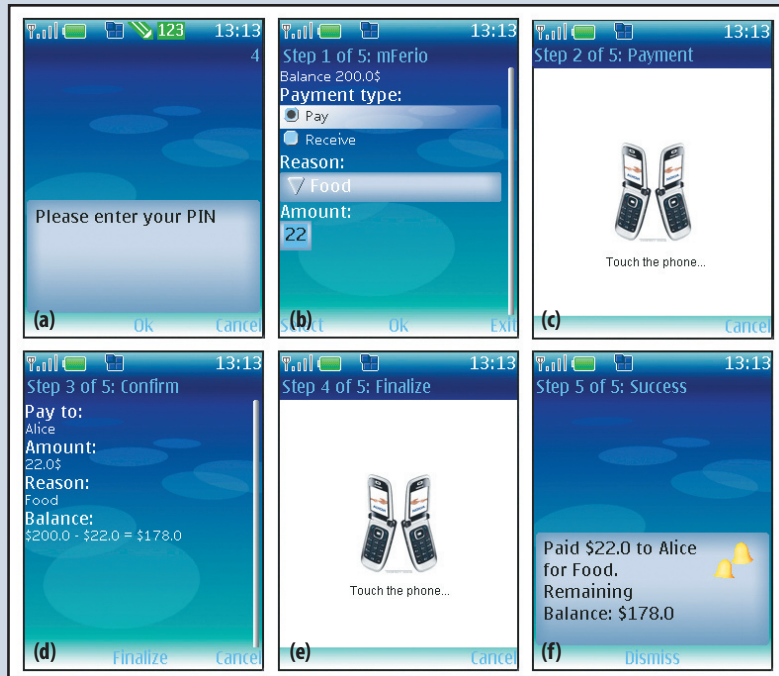 123 13:13
4
Please enter your PIN
(a) Ok Cancel
13:13
Step 1 of 5: mFerio
Balance 200.0$
Payment type:
Pay
Receive
Reason:
Food
Amount:
22
(b) Select Ok Exit
13:13
Step 2 of 5: Payment
Touch the phone...
(c) Cancel
13:13
Step 3 of 5: Confirm
Pay to:
Alice
Amount:
22.0$
Reason:
Food
Balance:
$200.0 - $22.0 = $178.0
(d) Finalize Cancel
13:13
Step 4 of 5: Finalize
Touch the phone...
(e) Cancel
13:13
Step 5 of 5: Success
Paid $22.0 to Alice
for Food.
Remaining
Balance: $178.0
(f) Dismiss